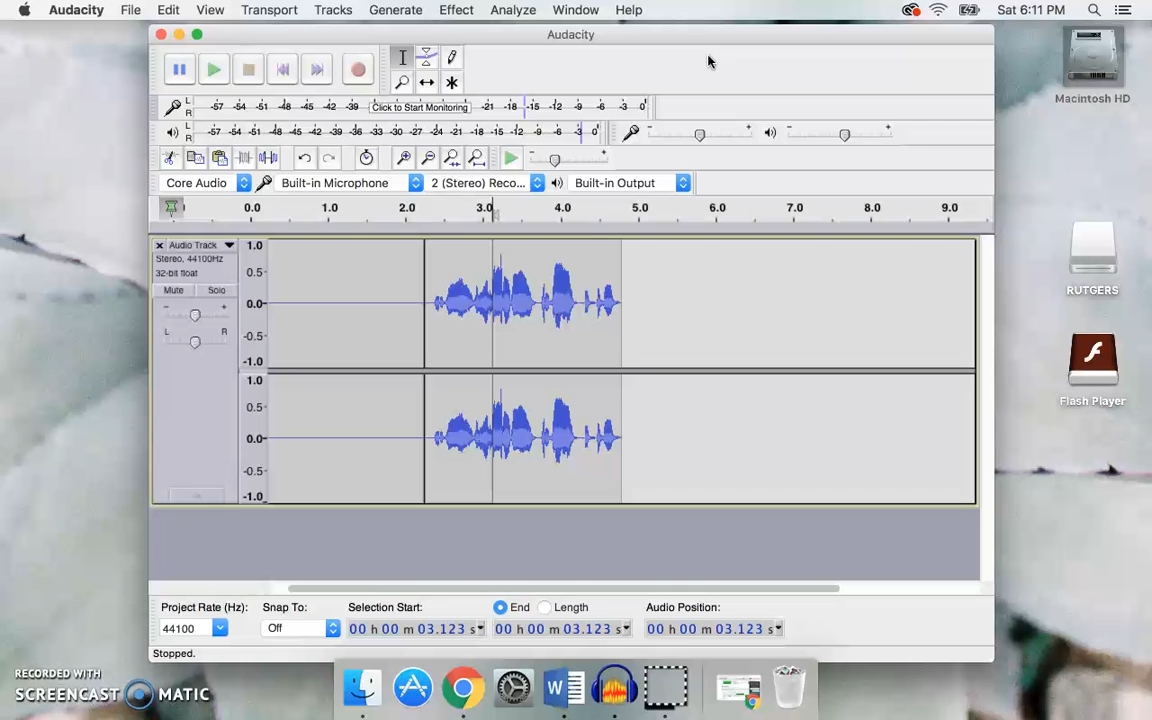 Audacity File Edit View Transport Tracks Generate Effect Analyze Window Help Sat 6:11 PM
Audacity
Macintosh HD
L R -57 -54 -51 -48 -45 -42 -39 Click to Start Monitoring -21 -18 -15 -12 -9 -6 -3 0
L R -57 -54 -51 -48 -45 -42 -39 -36 -33 -30 -27 -24 -21 -18 -15 -12 -9 -6 -3 0 - + - +
- +
Core Audio Built-in Microphone 2 (Stereo) Reco... Built-in Output
0.0 1.0 2.0 3.0 4.0 5.0 6.0 7.0 8.0 9.0
Audio Track 1.0
Stereo, 44100Hz
32-bit float 0.5
Mute Solo
- + 0.0
L R -0.5
-1.0
1.0
0.5
0.0
-0.5
-1.0
RUTGERS
Flash Player
Project Rate (Hz): Snap To: Selection Start: End Length Audio Position:
44100 Off 00 h 00 m 03.123 s 00 h 00 m 03.123 s 00 h 00 m 03.123 s
Stopped.
RECORDED WITH
SCREENCAST MATIC